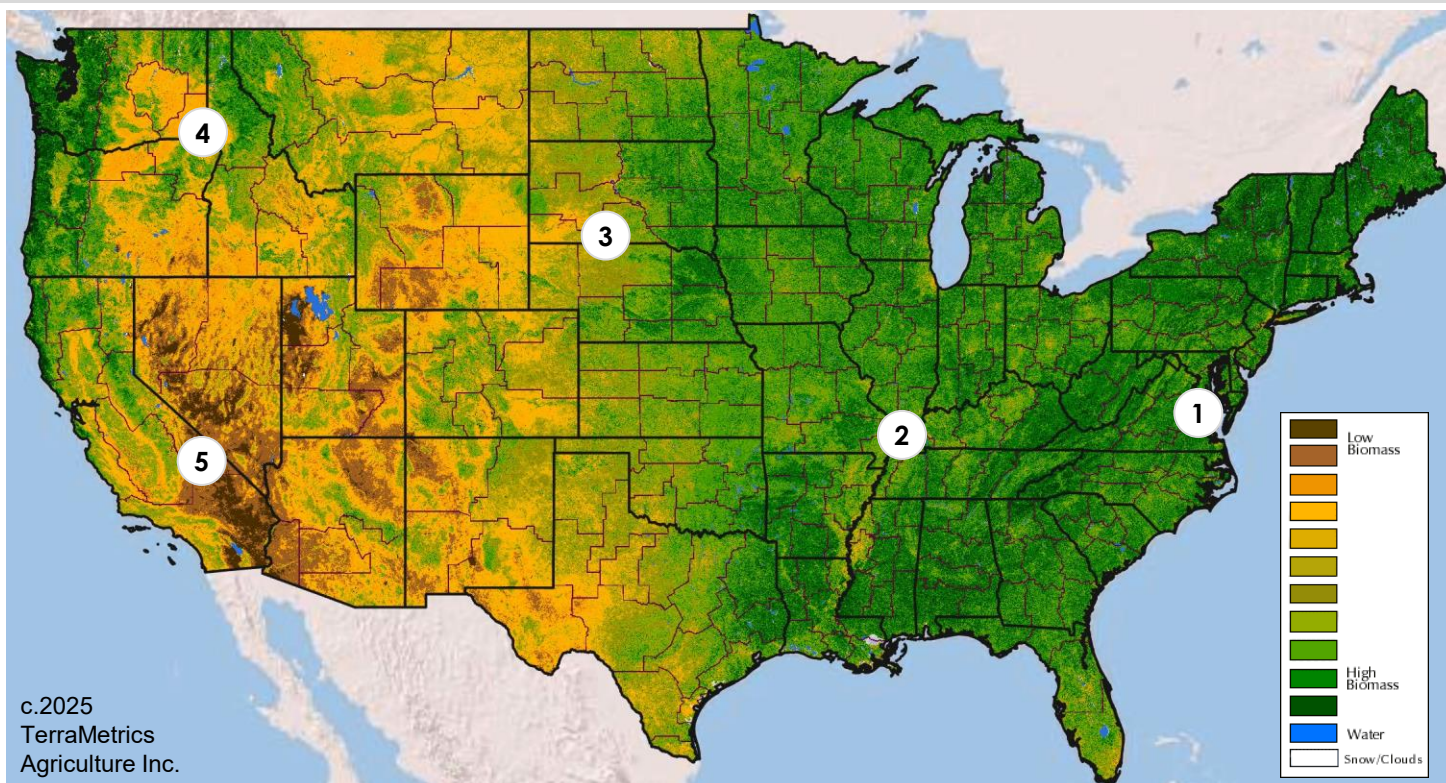 4
3
1
2
5
Low
Biomass
High
Biomass
Water
Snow/Clouds
c.2025
TerraMetrics
Agriculture Inc.